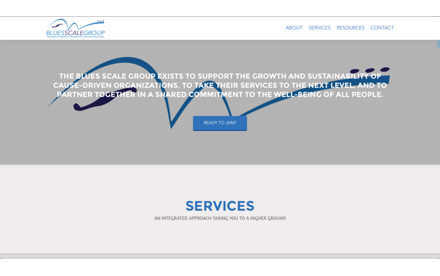 BLUESSCALEGROUP
ABOUT SERVICES RESOURCES CONTACT
THE BLUES SCALE GROUP EXISTS TO SUPPORT THE GROWTH AND SUSTAINABILITY OF
CAUSE-DRIVEN ORGANIZATIONS, TO TAKE THEIR SERVICES TO THE NEXT LEVEL, AND TO
PARTNER TOGETHER IN A SHARED COMMITMENT TO THE WELL-BEING OF ALL PEOPLE.
READY TO JAM?
SERVICES
AN INTEGRATED APPROACH TAKING YOU TO A HIGHER GROUND